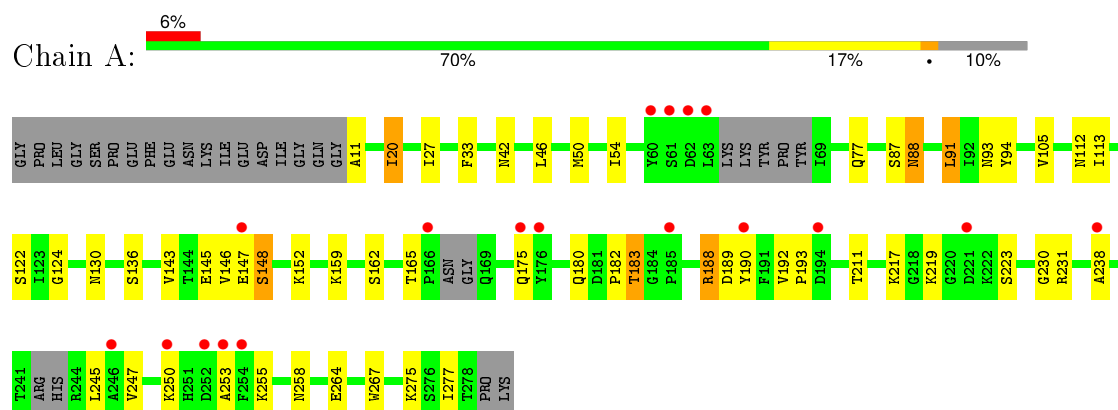 6%
Chain A:
70% 17% • 10%
GLY PRO LEU GLY SER PRO GLU PHE GLU ASN LYS ILE GLU ASP ILE GLY GLN GLY A11 I20 I27 F33 N42 L46 M50 I54 Y60 S61 D62 L63 LYS LYS TYR PRO TYR I69 Q77 S87 N88 L91 I92 N93 Y94 V105 N112 I113
S122 I123 G124 N130 S136 V143 T144 E145 V146 E147 S148 K152 K159 S162 T165 P166 ASN GLY Q169 Q175 Y176 Q180 D181 P182 T183 G184 P185 R188 D189 Y190 F191 V192 P193 D194 T211 K217 G218 K219 G220 D221 K222 S223 G230 R231 A238
T241 ARG HIS R244 L245 A246 V247 K250 H251 D252 A253 F254 K255 N258 E264 W267 K275 S276 I277 T278 PRO LYS